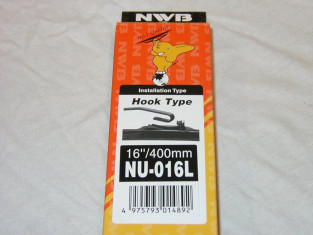 NWB
Installation Type
Hook Type
16"/400mm
NU-016L
4 975793 014892